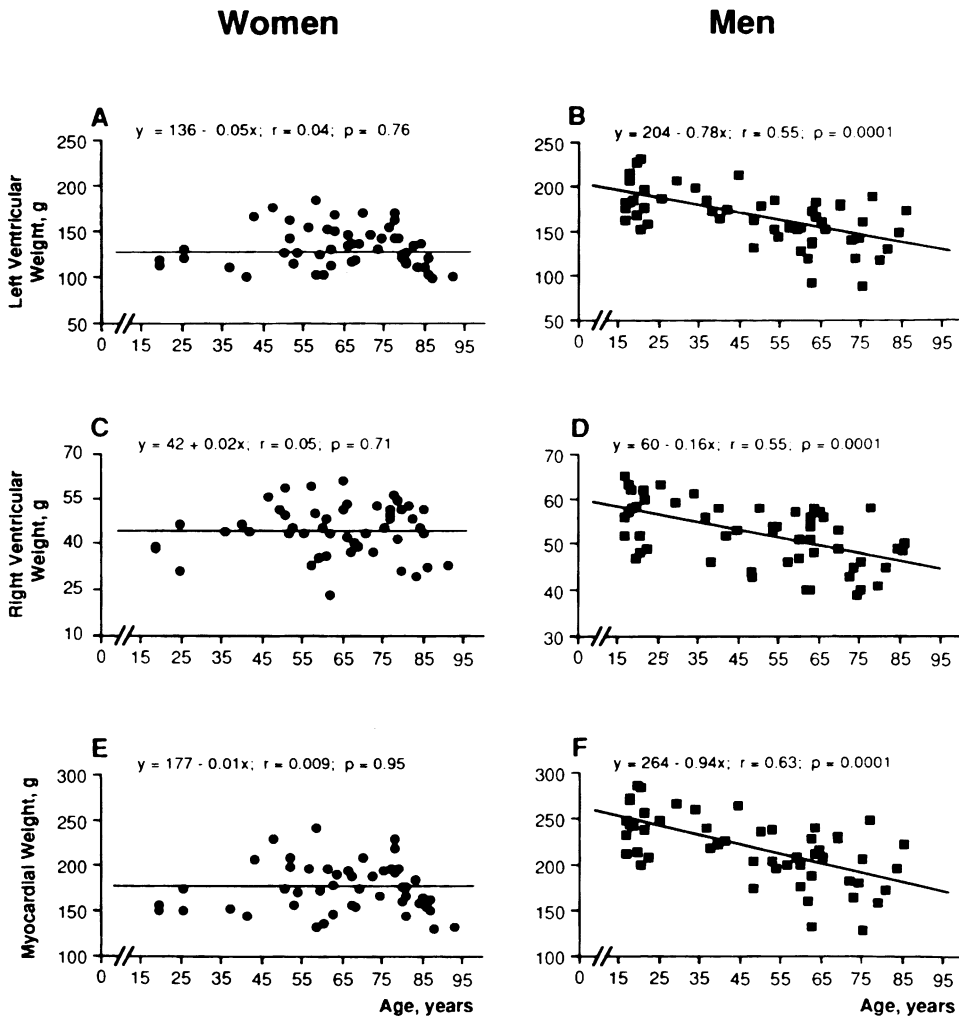 Women Men
A
y = 136 - 0.05x; r = 0.04; p = 0.76
Left Ventricular
Weight, g
250
200
150
100
50
0 15 25 35 45 55 65 75 85 95
B
y = 204 - 0.78x; r = 0.55; p = 0.0001
250
200
150
100
50
0 15 25 35 45 55 65 75 85 95
C
y = 42 + 0.02x; r = 0.05; p = 0.71
Right Ventricular
Weight, g
70
55
40
25
10
0 15 25 35 45 55 65 75 85 95
D
y = 60 - 0.16x; r = 0.55; p = 0.0001
70
60
50
40
30
0 15 25 35 45 55 65 75 85 95
E
y = 177 - 0.01x; r = 0.009; p = 0.95
Myocardial Weight, g
300
250
200
150
100
0 15 25 35 45 55 65 75 85 95
Age, years
F
y = 264 - 0.94x; r = 0.63; p = 0.0001
300
250
200
150
100
0 15 25 35 45 55 65 75 85 95
Age, years